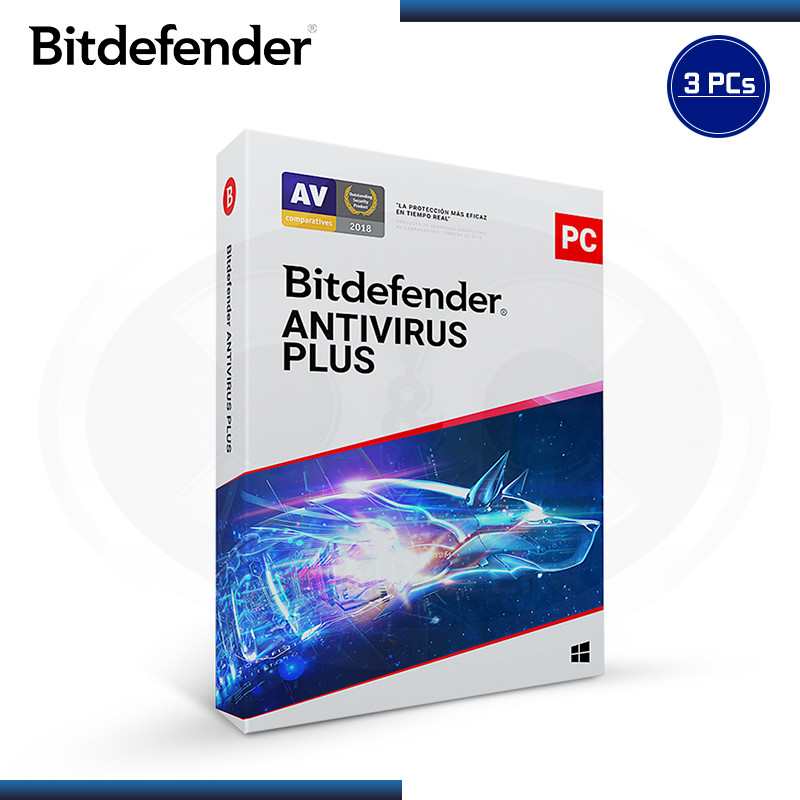 Bitdefender®
3 PCs
B
Bitdefender ANTIVIRUS PLUS
AV
comparatives
Outstanding
Security
Product
2018
"LA PROTECCIÓN MÁS EFICAZ
EN TIEMPO REAL"
PC
Bitdefender®
ANTIVIRUS
PLUS